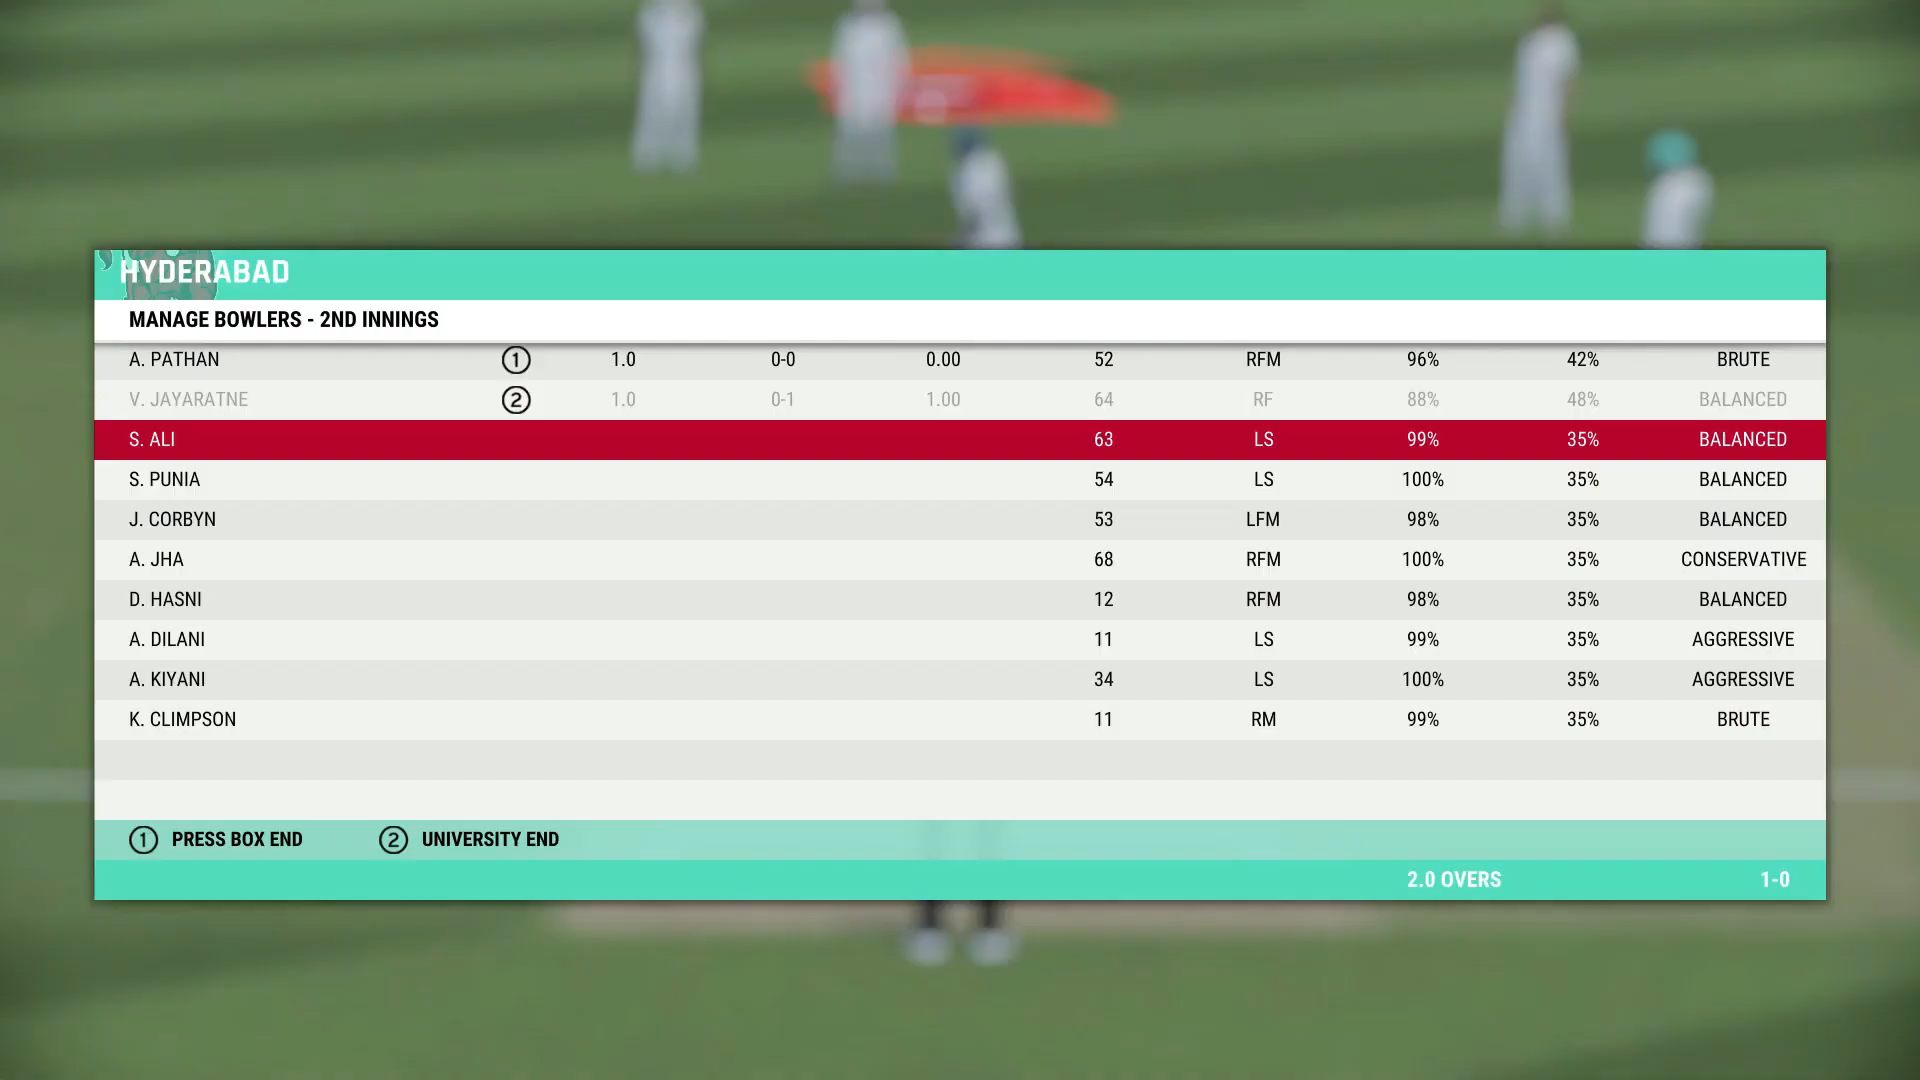 HYDERABAD
MANAGE BOWLERS - 2ND INNINGS
A. PATHAN 1 1.0 0-0 0.00 52 RFM 96% 42% BRUTE
V. JAYARATNE 2 1.0 0-1 1.00 64 RF 88% 48% BALANCED
S. ALI 63 LS 99% 35% BALANCED
S. PUNIA 54 LS 100% 35% BALANCED
J. CORBYN 53 LFM 98% 35% BALANCED
A. JHA 68 RFM 100% 35% CONSERVATIVE
D. HASNI 12 RFM 98% 35% BALANCED
A. DILANI 11 LS 99% 35% AGGRESSIVE
A. KIYANI 34 LS 100% 35% AGGRESSIVE
K. CLIMPSON 11 RM 99% 35% BRUTE
1 PRESS BOX END 2 UNIVERSITY END
2.0 OVERS 1-0